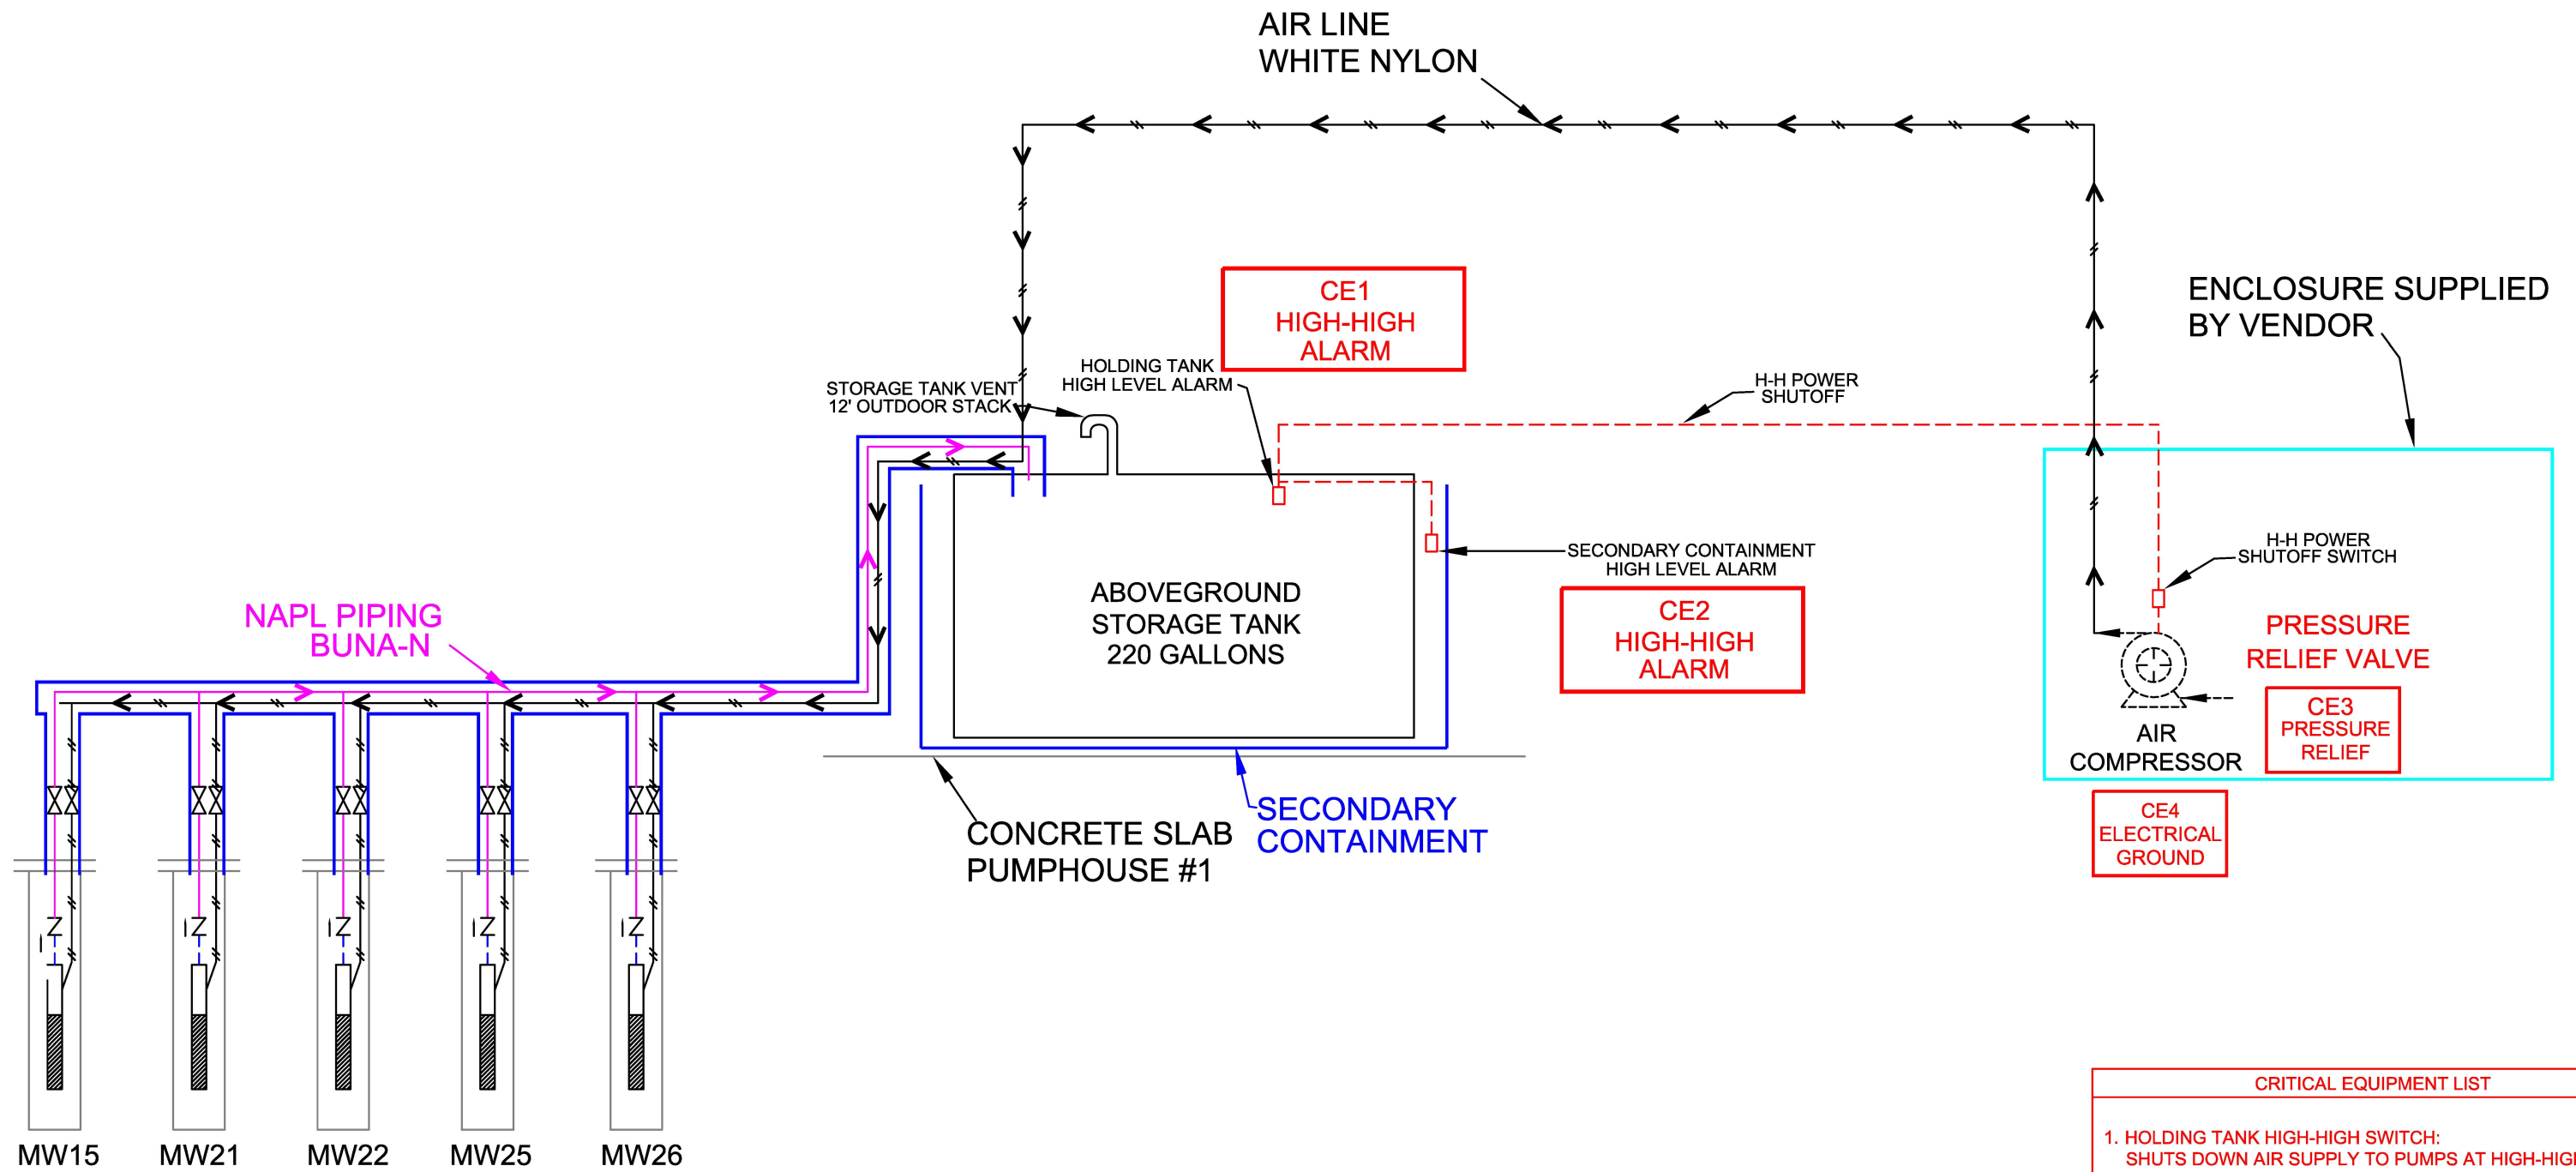 AIR LINE
WHITE NYLON
CE1
HIGH-HIGH
ALARM
ENCLOSURE SUPPLIED
BY VENDOR
HOLDING TANK
HIGH LEVEL ALARM
STORAGE TANK VENT
12' OUTDOOR STACK
H-H POWER
SHUTOFF
SECONDARY CONTAINMENT
HIGH LEVEL ALARM
H-H POWER
SHUTOFF SWITCH
ABOVEGROUND
STORAGE TANK
220 GALLONS
CE2
HIGH-HIGH
ALARM
NAPL PIPING
BUNA-N
PRESSURE
RELIEF VALVE
CE3
PRESSURE
RELIEF
AIR
COMPRESSOR
CE4
ELECTRICAL
GROUND
CONCRETE SLAB
PUMPHOUSE #1
SECONDARY
CONTAINMENT
MW15
MW21
MW22
MW25
MW26
CRITICAL EQUIPMENT LIST
1. HOLDING TANK HIGH-HIGH SWITCH:
SHUTS DOWN AIR SUPPLY TO PUMPS AT HIGH-HIG